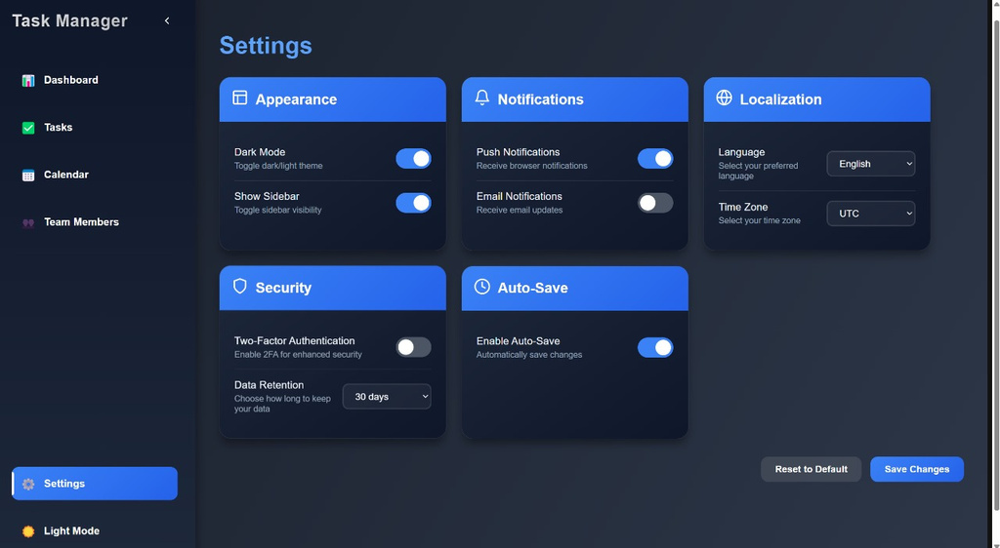 Task Manager
Dashboard
Tasks
Calendar
Team Members
Settings
Light Mode
Settings
Appearance
Dark Mode
Toggle dark/light theme
Show Sidebar
Toggle sidebar visibility
Notifications
Push Notifications
Receive browser notifications
Email Notifications
Receive email updates
Localization
Language
Select your preferred
language
English
Time Zone
Select your time zone
UTC
Security
Two-Factor Authentication
Enable 2FA for enhanced security
Data Retention
Choose how long to keep
your data
30 days
Auto-Save
Enable Auto-Save
Automatically save changes
Reset to Default
Save Changes